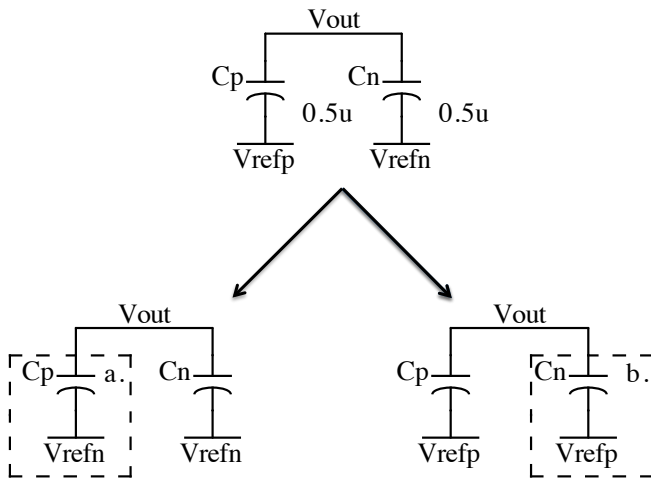 Vout
Cp Cn
0.5u 0.5u
Vrefp Vrefn
Vout Vout
Cp a. Cn Cp Cn b.
Vrefn Vrefn Vrefp Vrefp